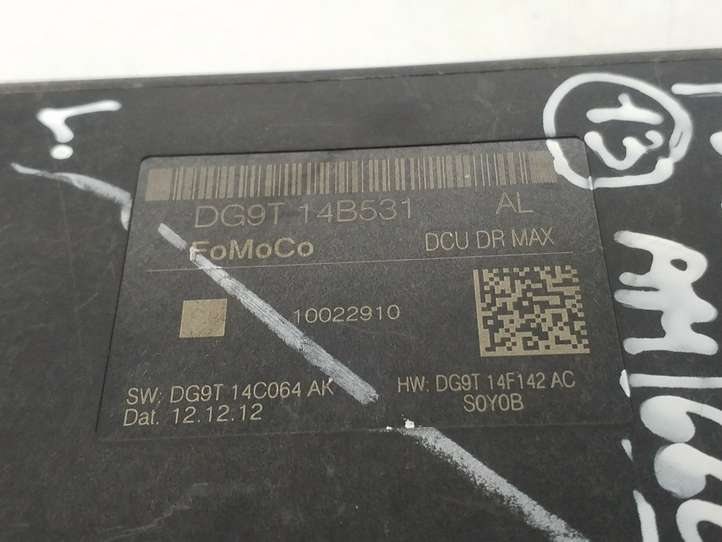 L.
13
DG9T 14B531 AL
FoMoCo DCU DR MAX
10022910
SW: DG9T 14C064 AK
HW: DG9T 14F142 AC
Dat. 12.12.12
S0Y0B